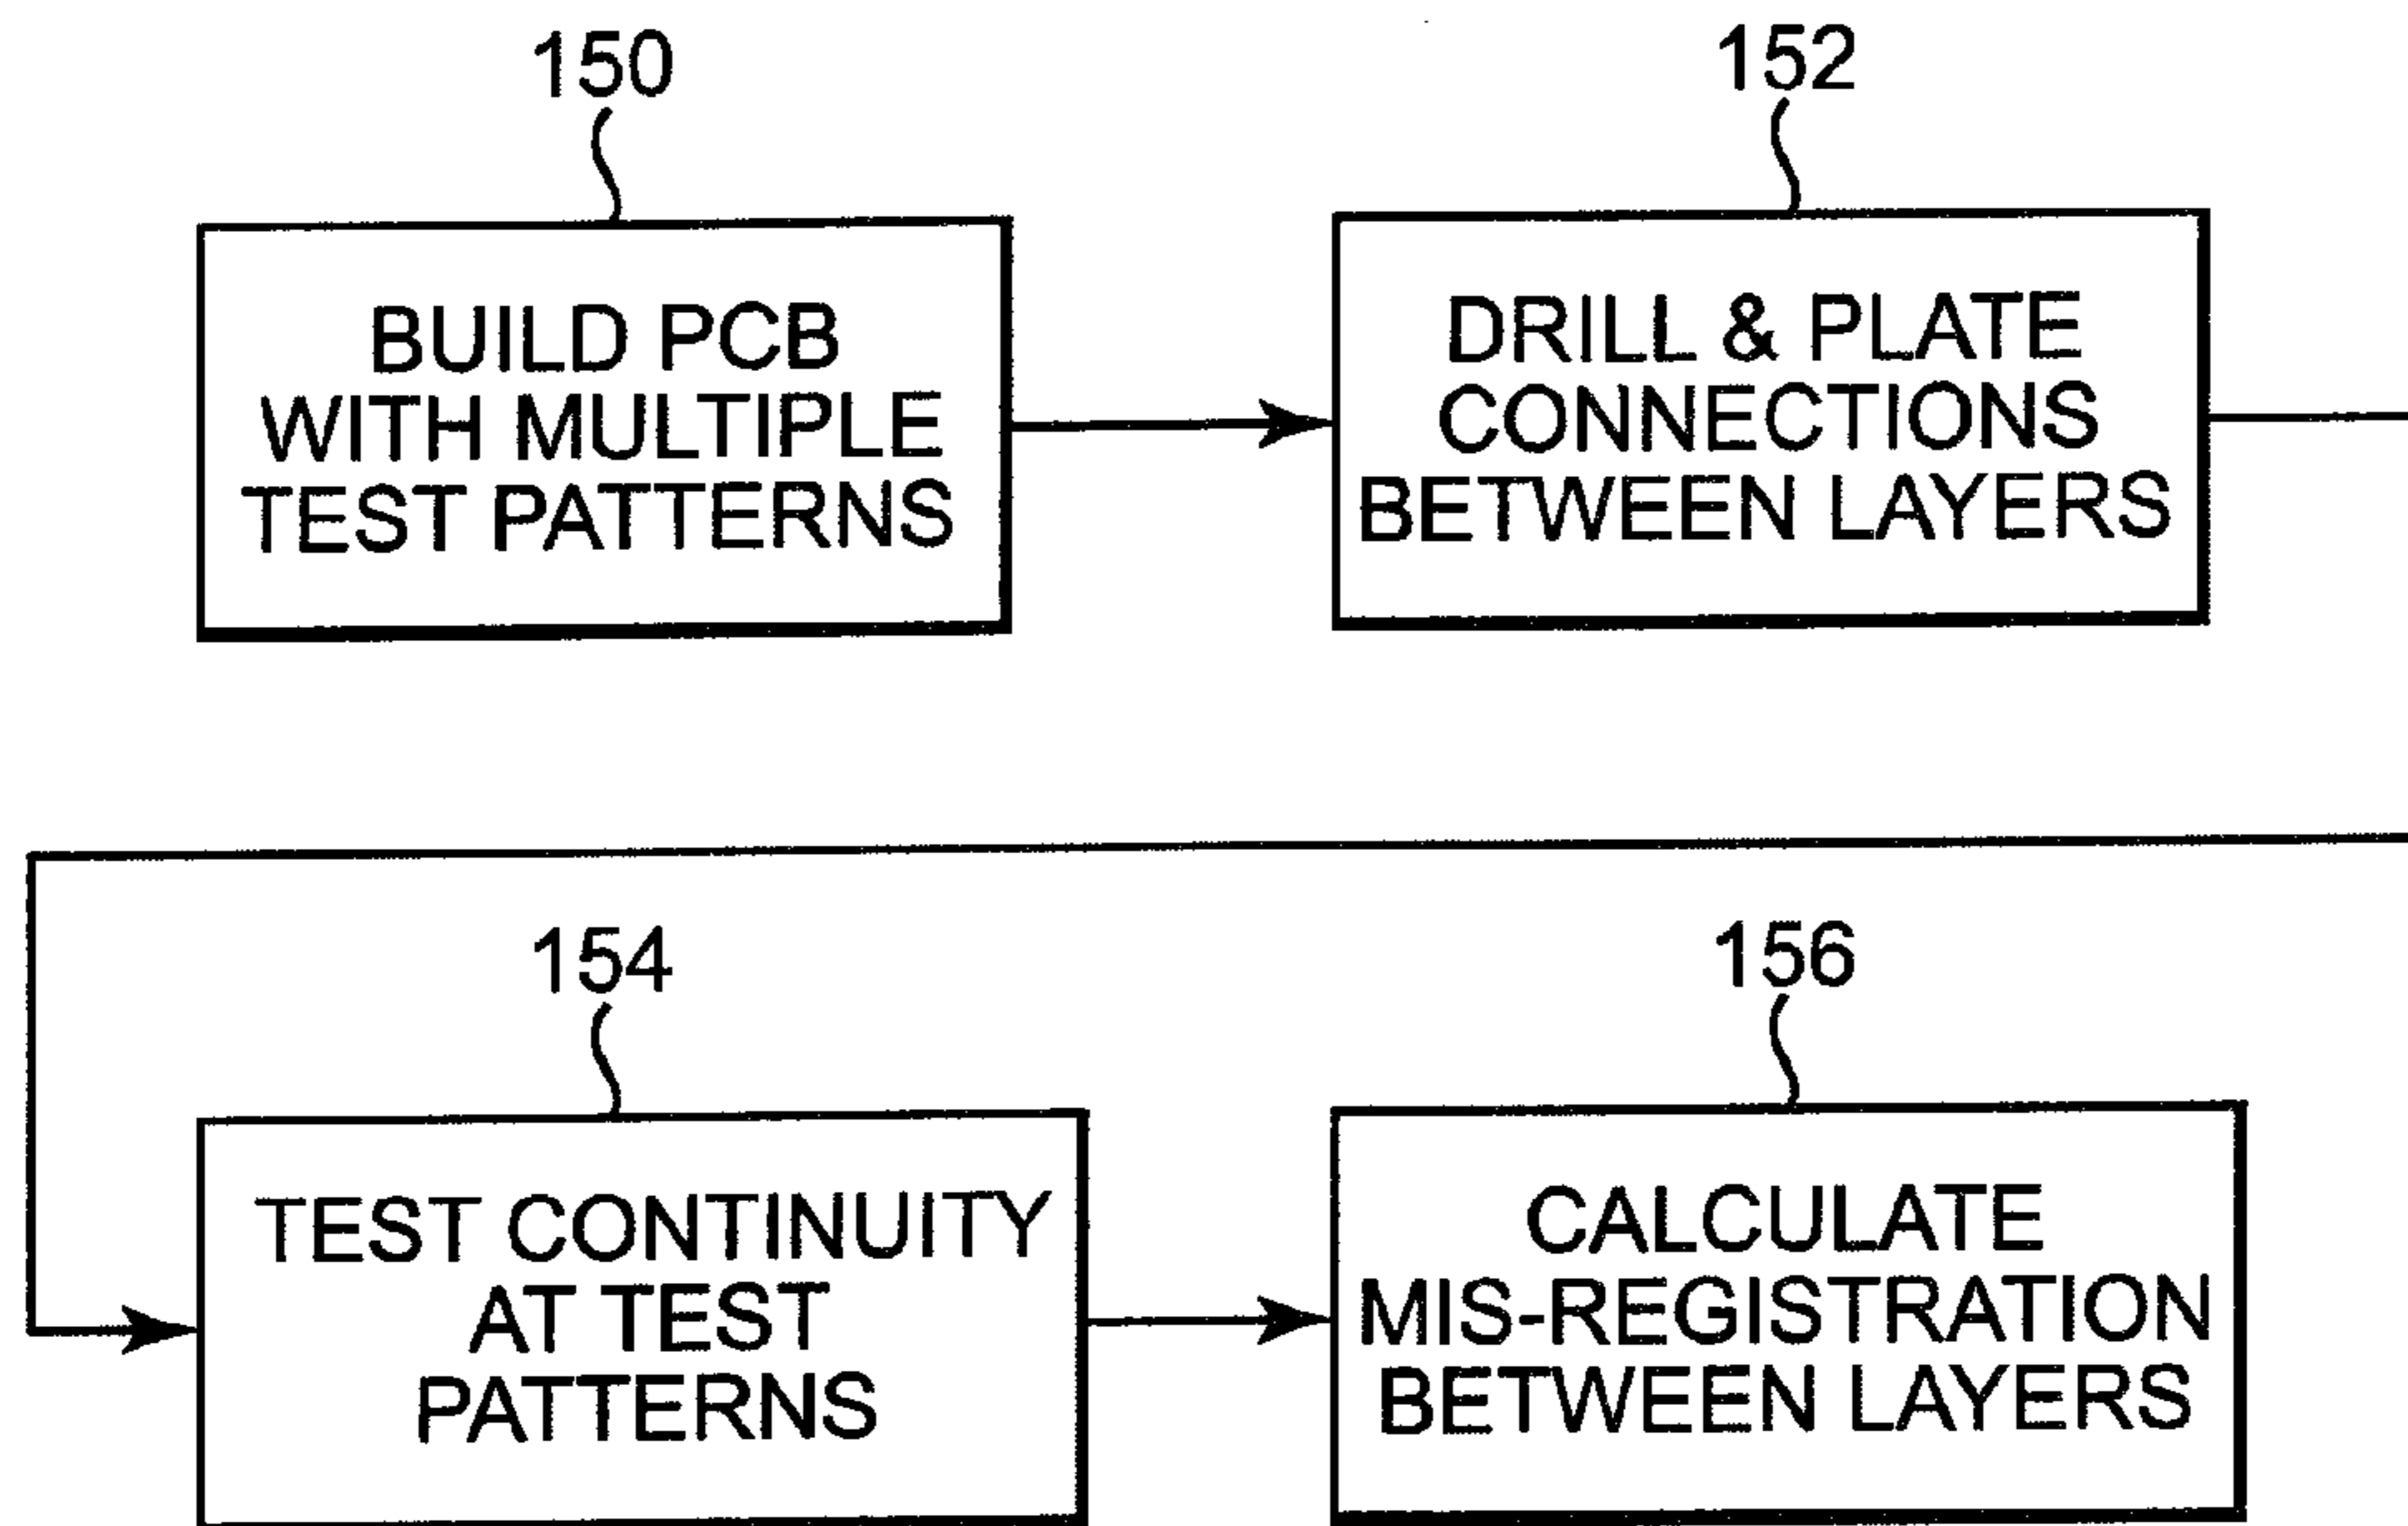 150
BUILD PCB
WITH MULTIPLE
TEST PATTERNS
152
DRILL & PLATE
CONNECTIONS
BETWEEN LAYERS
154
TEST CONTINUITY
AT TEST
PATTERNS
156
CALCULATE
MIS-REGISTRATION
BETWEEN LAYERS